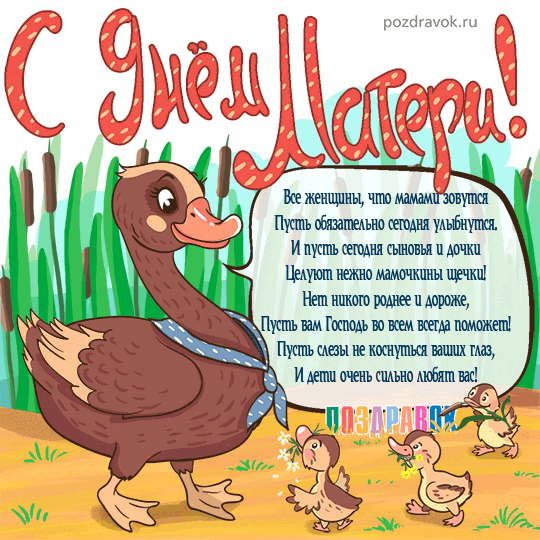 pozdravok.ru
С Днём Матери!
Все женщины, что мамами зовутся
Пусть обязательно сегодня улыбнутся.
И пусть сегодня сыновья и дочки
Целуют нежно мамочкины щечки!
Нет никого роднее и дороже,
Пусть вам Господь во всем всегда поможет!
Пусть слезы не коснуться ваших глаз,
И дети очень сильно любят вас!
ПОЗДРАВОК